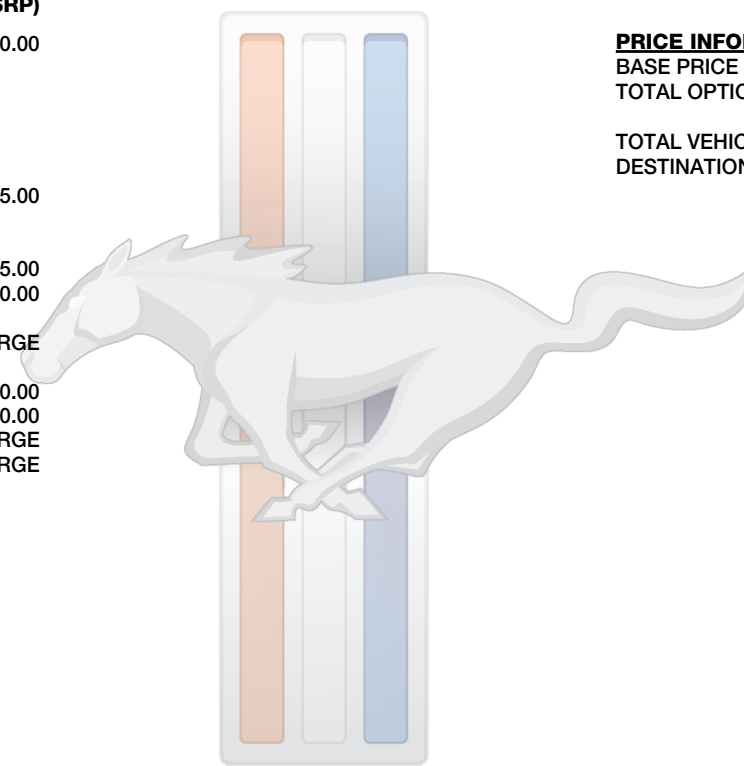 SRP)
0.00
5.00
5.00
0.00
RGE
0.00
0.00
RGE
RGE
PRICE INFO
BASE PRICE
TOTAL OPTIO
TOTAL VEHIC
DESTINATION